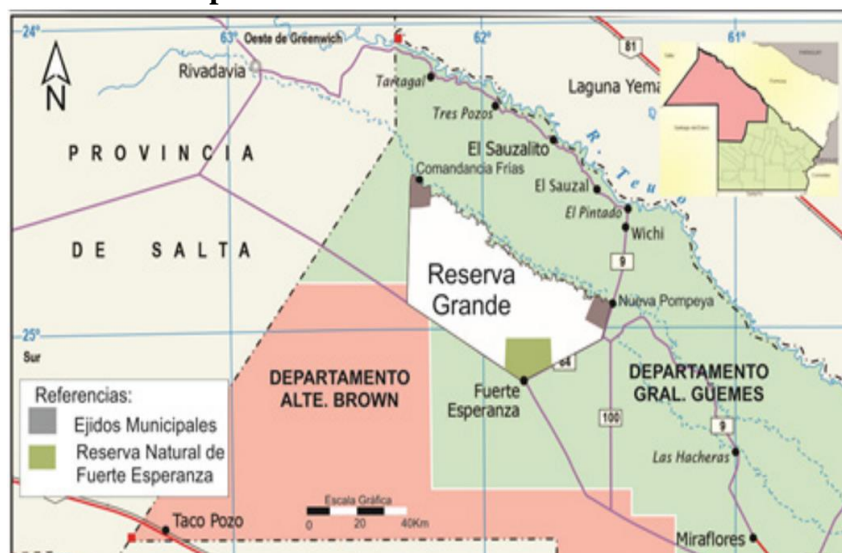 24°
63°
Oeste de Greenwich
62°
61°
81
Rivadavia
N
Tartagal
Tres Pozos
Laguna Yema
El Sauzalito
R. Teuco
PROVINCIA
Comandancia Frías
El Sauzal
El Pintado
Wichi
DE SALTA
9
Reserva
Grande
Nueva Pompeya
25°
Sur
DEPARTAMENTO
ALTE. BROWN
Fuerte
Esperanza
DEPARTAMENTO
GRAL. GÜEMES
100
9
Las Hacheras
Referencias:
Ejidos Municipales
Reserva Natural de
Fuerte Esperanza
Escala Gráfica
0 20 40Km
Taco Pozo
Miraflores